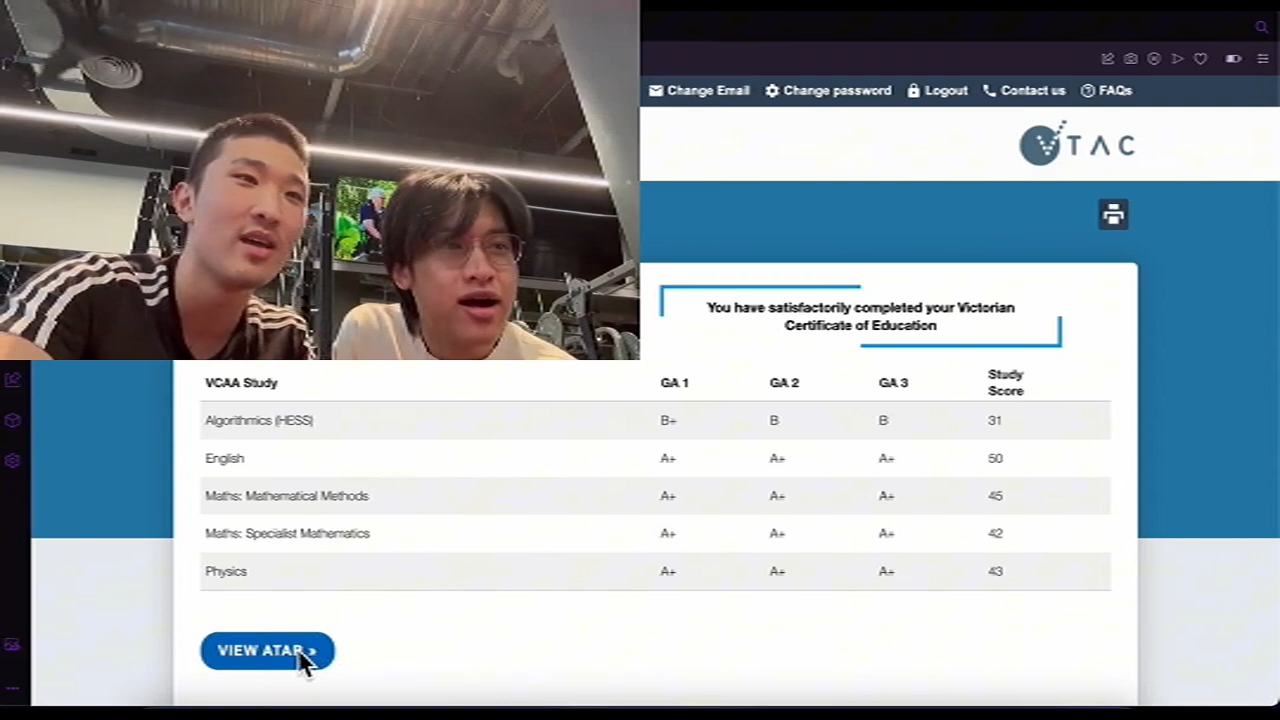 Change Email Change password Logout Contact us FAQs
VTAC
You have satisfactorily completed your Victorian
Certificate of Education
VCAA Study GA 1 GA 2 GA 3 Study Score
Algorithmics (HESS) B+ B B 31
English A+ A+ A+ 50
Maths: Mathematical Methods A+ A+ A+ 45
Maths: Specialist Mathematics A+ A+ A+ 42
Physics A+ A+ A+ 43
VIEW ATAR »